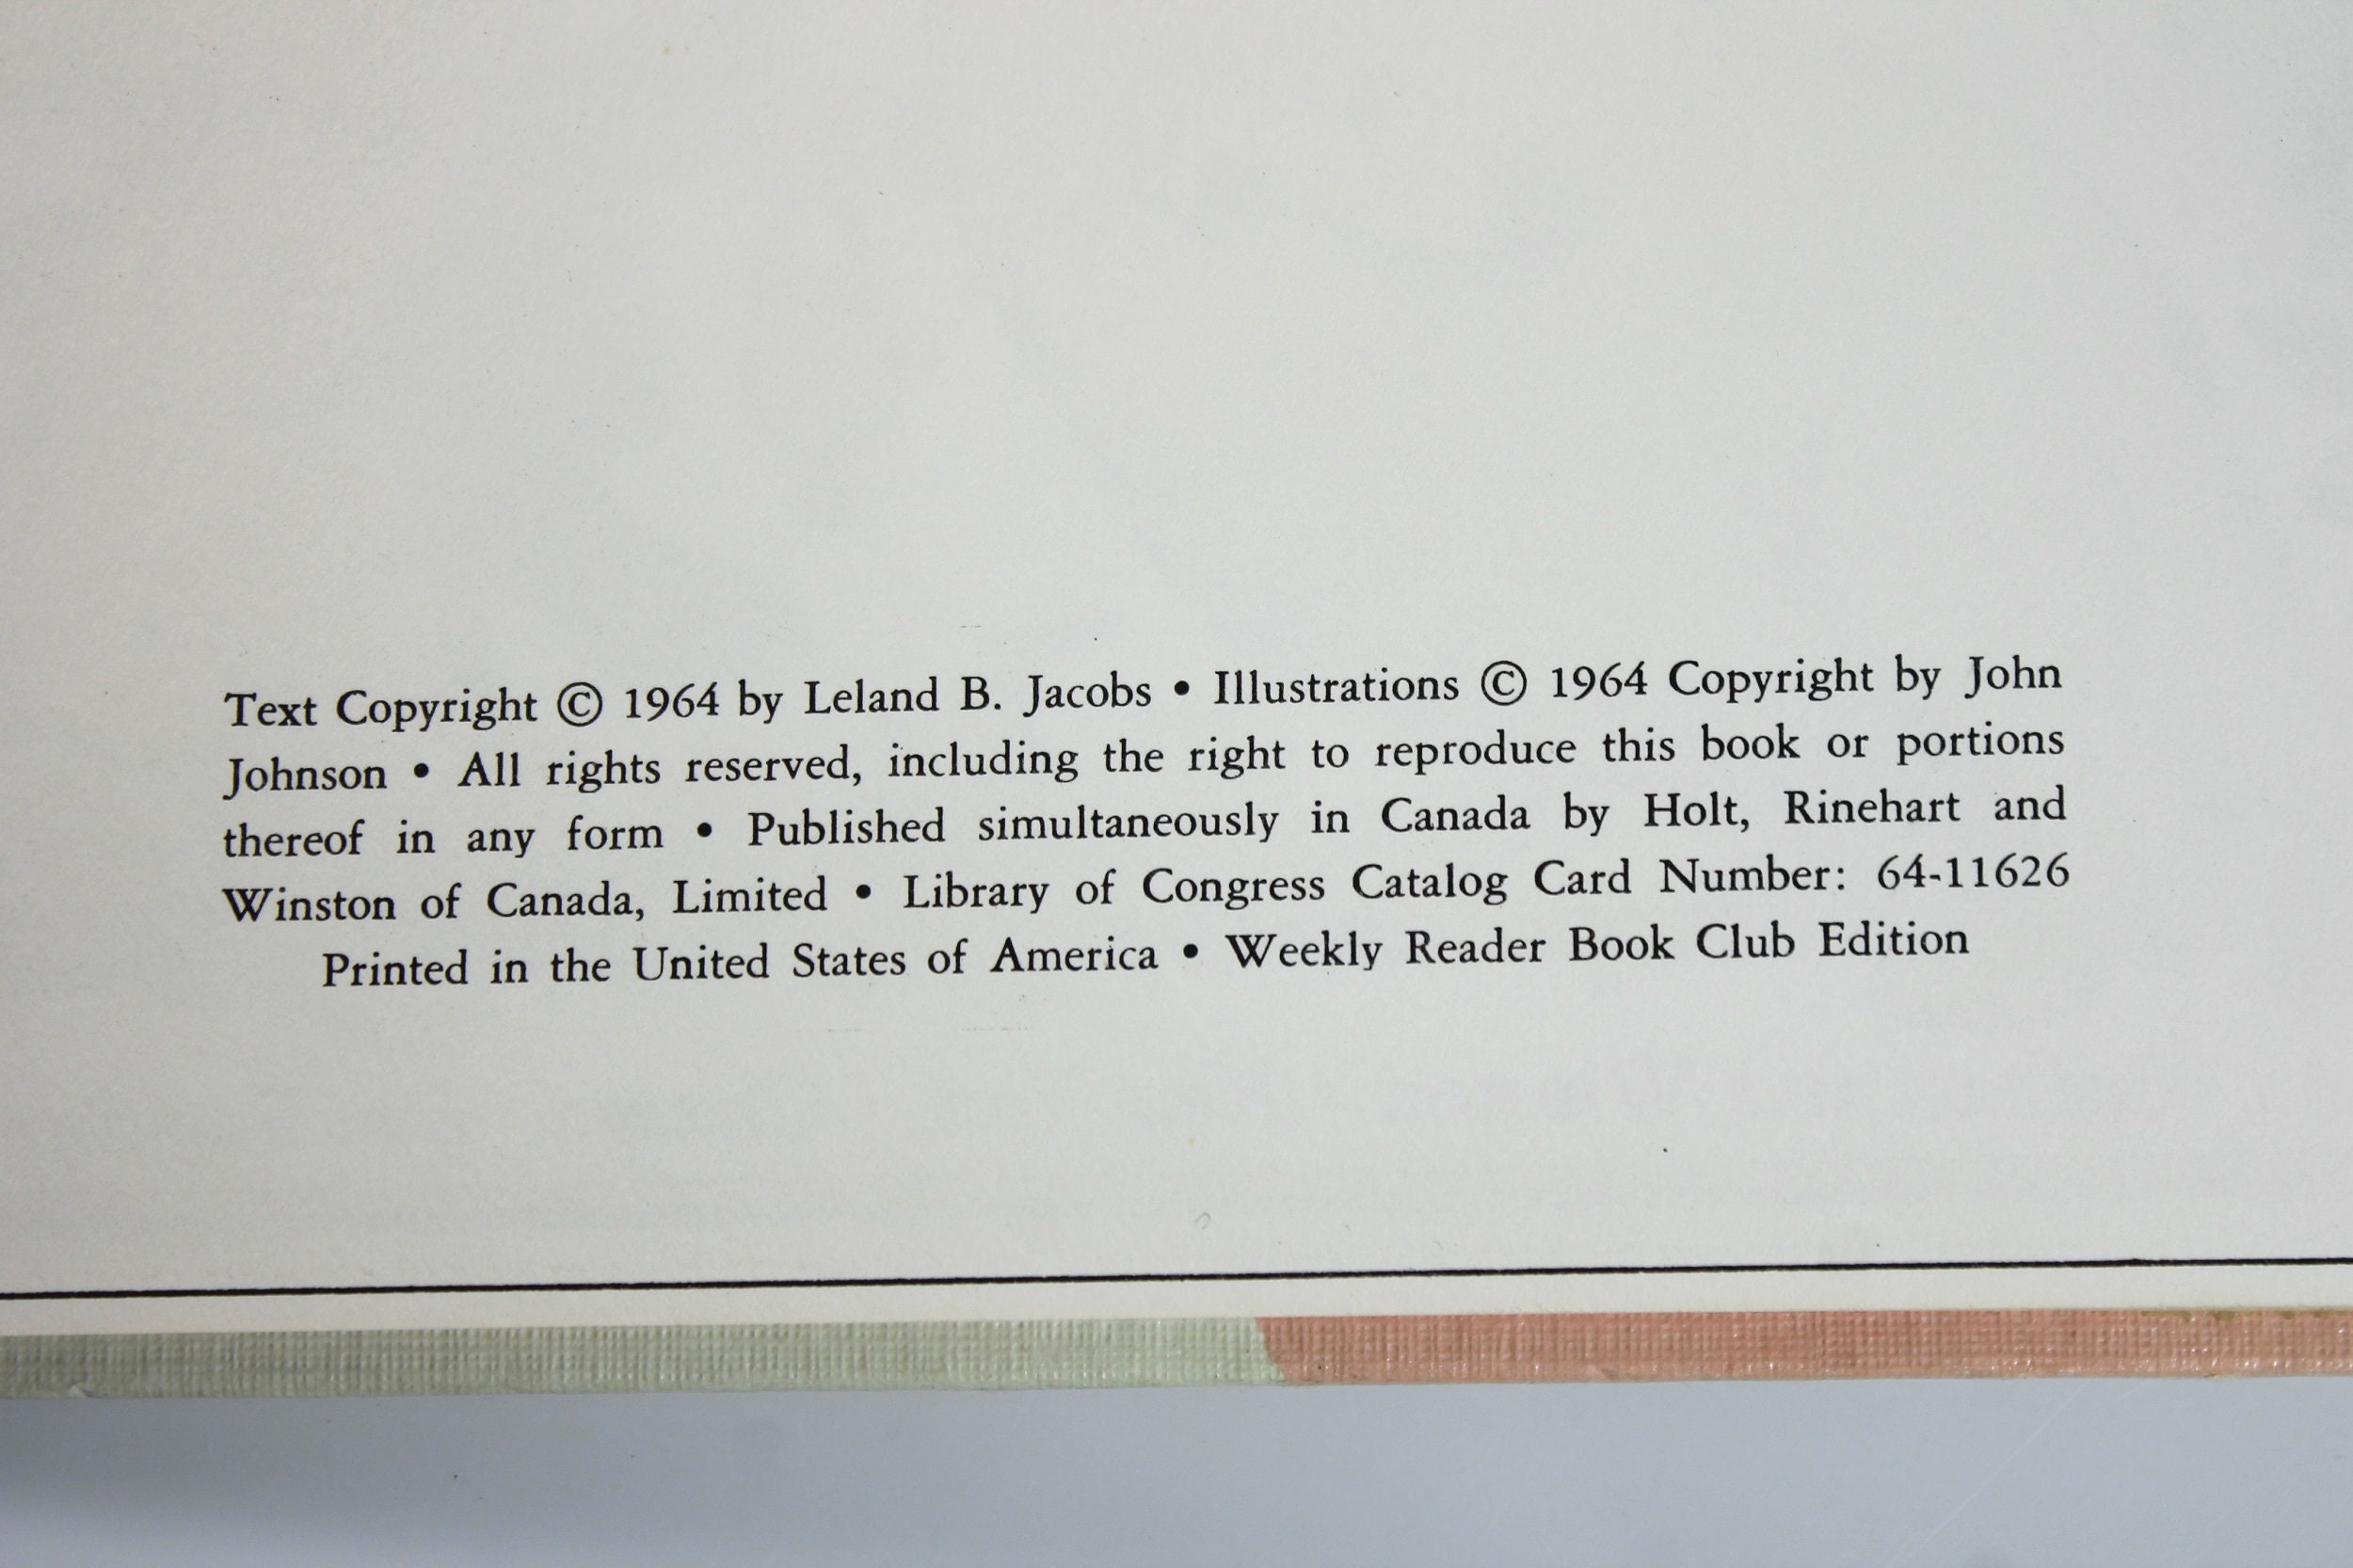 Text Copyright © 1964 by Leland B. Jacobs • Illustrations © 1964 Copyright by John
Johnson • All rights reserved, including the right to reproduce this book or portions
thereof in any form • Published simultaneously in Canada by Holt, Rinehart and
Winston of Canada, Limited • Library of Congress Catalog Card Number: 64-11626
Printed in the United States of America • Weekly Reader Book Club Edition